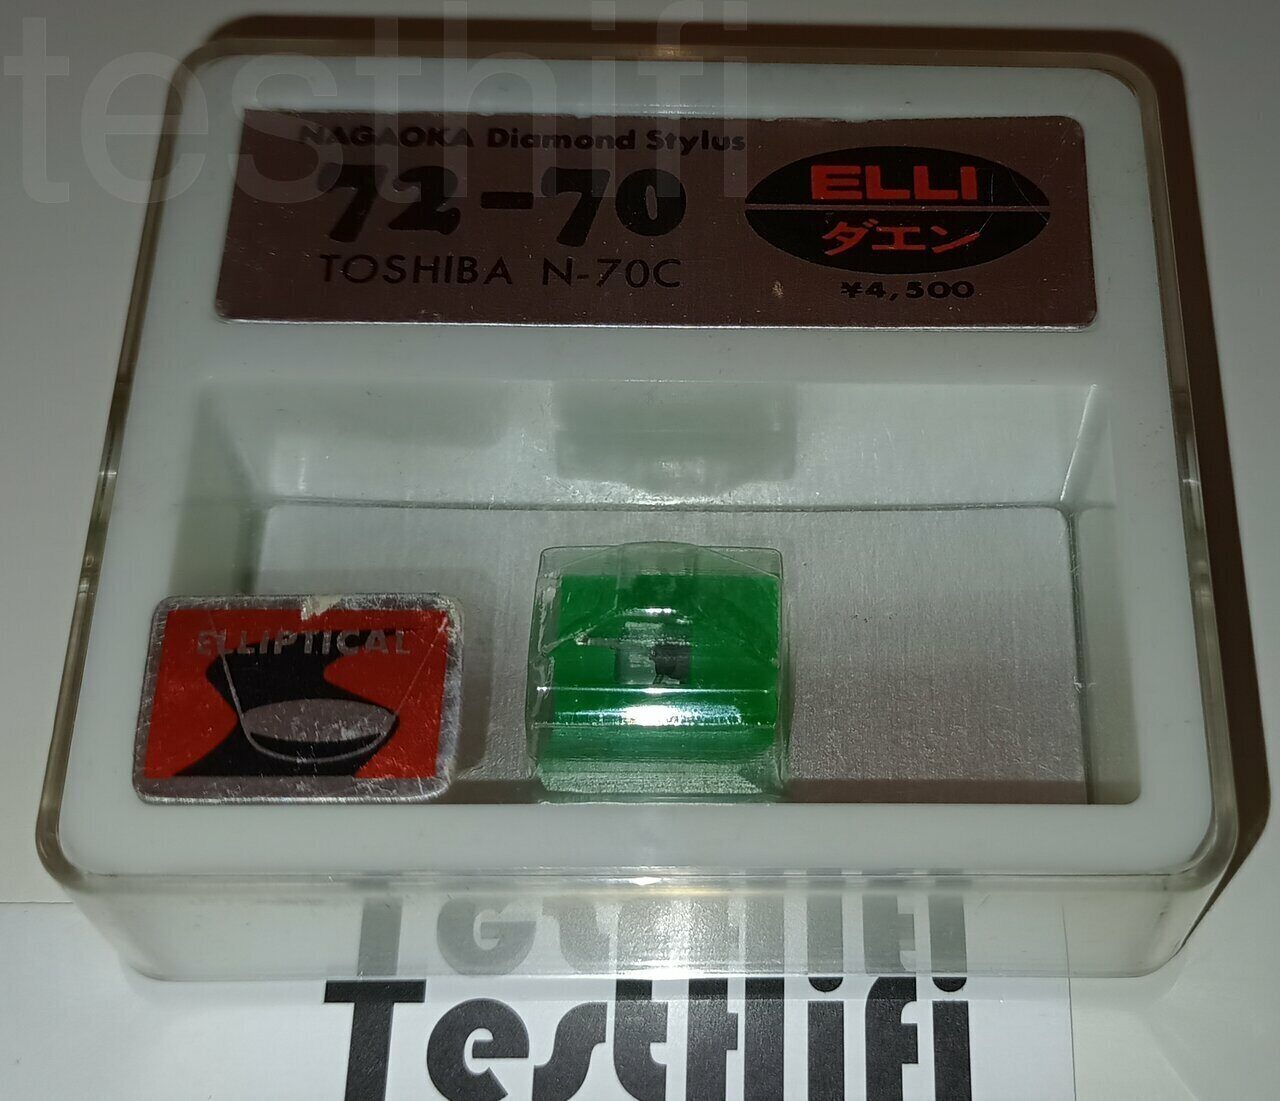 testhifi
NAGAOKA Diamond Stylus
72-70
TOSHIBA N-70C
ELLI
ダエン
¥4,500
ELLIPTICAL
Testhifi